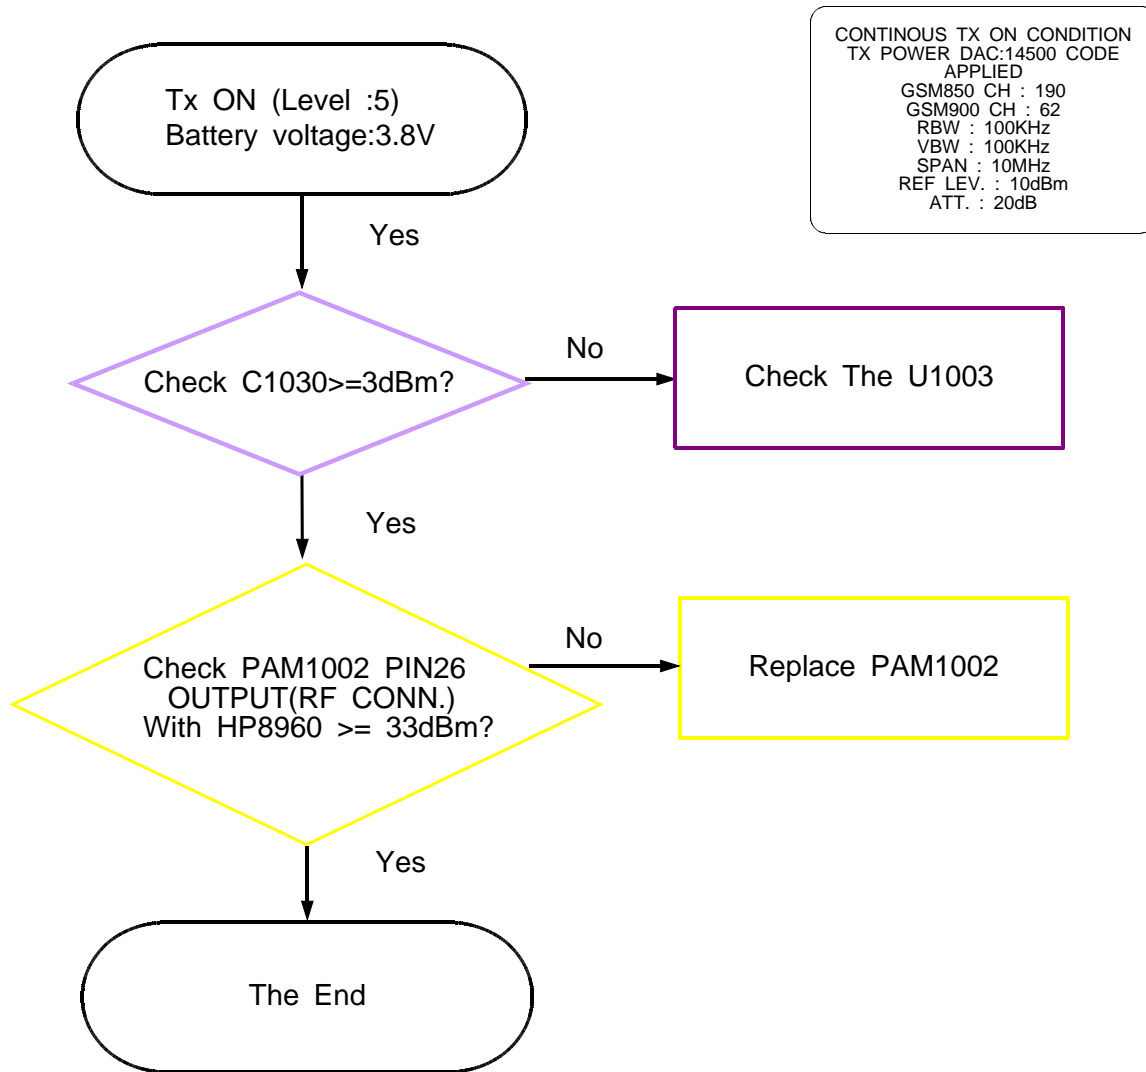 CONTINOUS TX ON CONDITION
TX POWER DAC:14500 CODE
APPLIED
GSM850 CH : 190
GSM900 CH : 62
RBW : 100KHz
VBW : 100KHz
SPAN : 10MHz
REF LEV. : 10dBm
ATT. : 20dB
Tx ON (Level :5)
Battery voltage:3.8V
Yes
Check C1030>=3dBm?
No
Check The U1003
Yes
Check PAM1002 PIN26
OUTPUT(RF CONN.)
With HP8960 >= 33dBm?
No
Replace PAM1002
Yes
The End